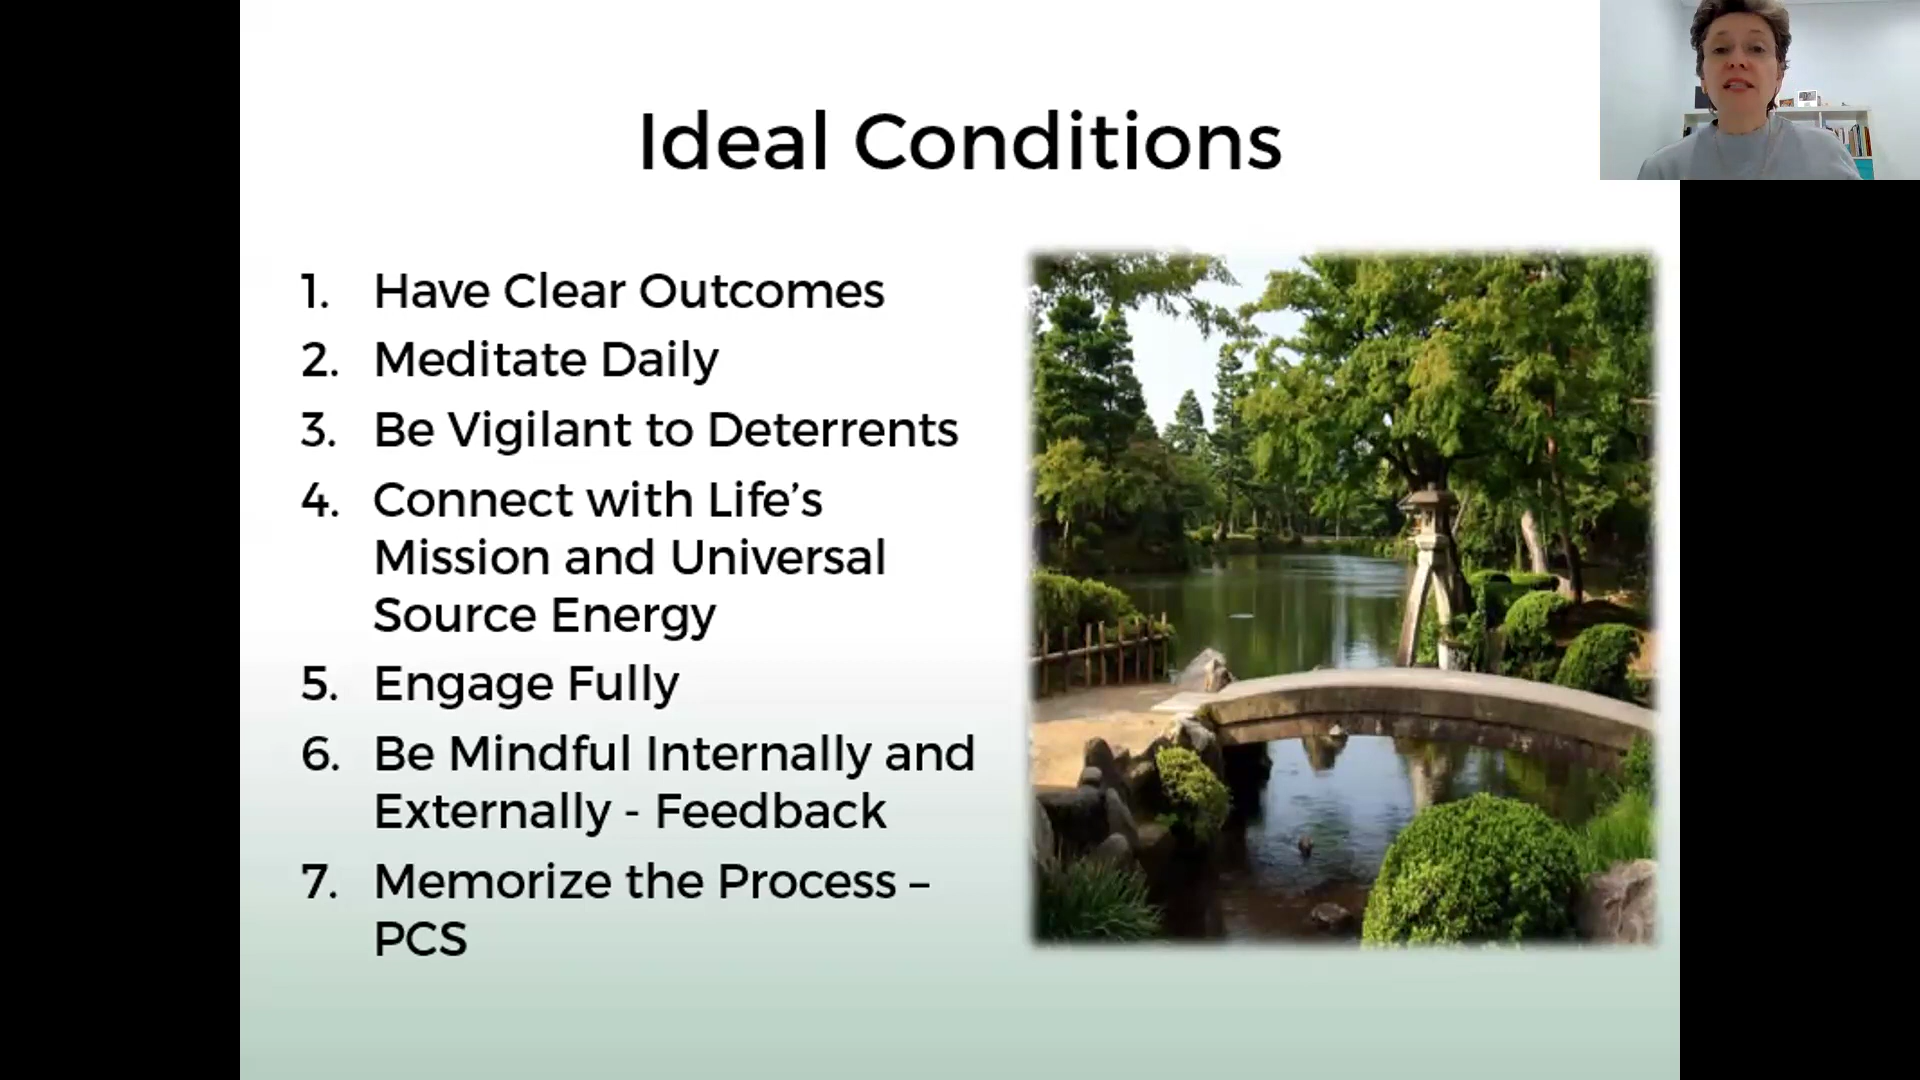 Ideal Conditions
1. Have Clear Outcomes
2. Meditate Daily
3. Be Vigilant to Deterrents
4. Connect with Life’s
Mission and Universal
Source Energy
5. Engage Fully
6. Be Mindful Internally and
Externally - Feedback
7. Memorize the Process –
PCS